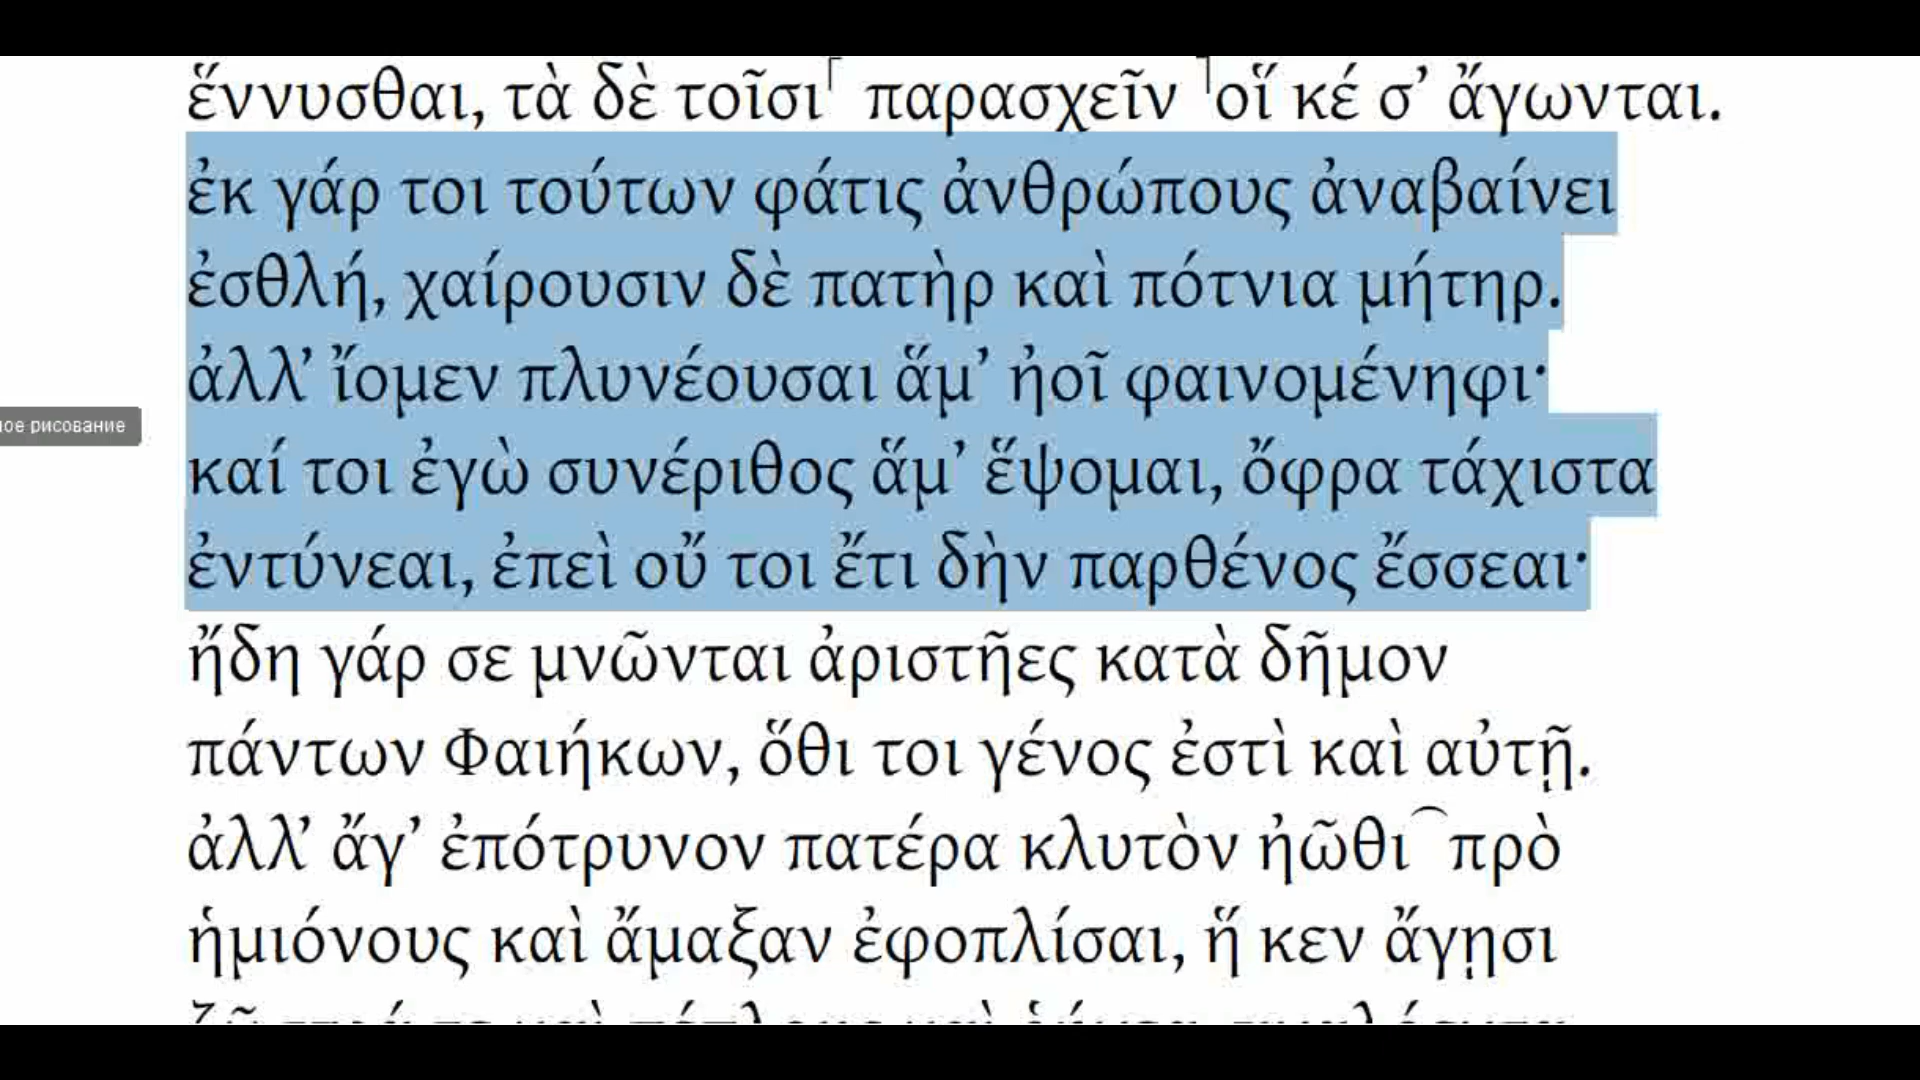 ἕννυσθαι, τὰ δὲ τοῖσι⸢ παρασχεῖν ⸣οἵ κέ σ’ ἄγωνται.
ἐκ γάρ τοι τούτων φάτις ἀνθρώπους ἀναβαίνει
ἐσθλή, χαίρουσιν δὲ πατὴρ καὶ πότνια μήτηρ.
ἀλλ’ ἴομεν πλυνέουσαι ἅμ’ ἠοῖ φαινομένηφι·
ное рисование
καί τοι ἐγὼ συνέριθος ἅμ’ ἕψομαι, ὄφρα τάχιστα
ἐντύνεαι, ἐπεὶ οὔ τοι ἔτι δὴν παρθένος ἔσσεαι·
ἤδη γάρ σε μνῶνται ἀριστῆες κατὰ δῆμον
πάντων Φαιήκων, ὅθι τοι γένος ἐστὶ καὶ αὐτῇ.
ἀλλ’ ἄγ’ ἐπότρυνον πατέρα κλυτὸν ἠῶθι⁀πρὸ
ἡμιόνους καὶ ἄμαξαν ἐφοπλίσαι, ἥ κεν ἄγῃσι